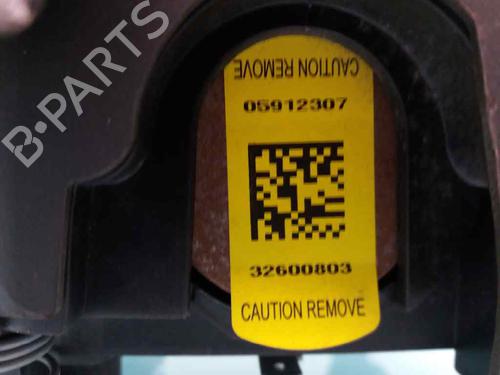 B-PARTS
CAUTION REMOVE
05912307
32600803
CAUTION REMOVE